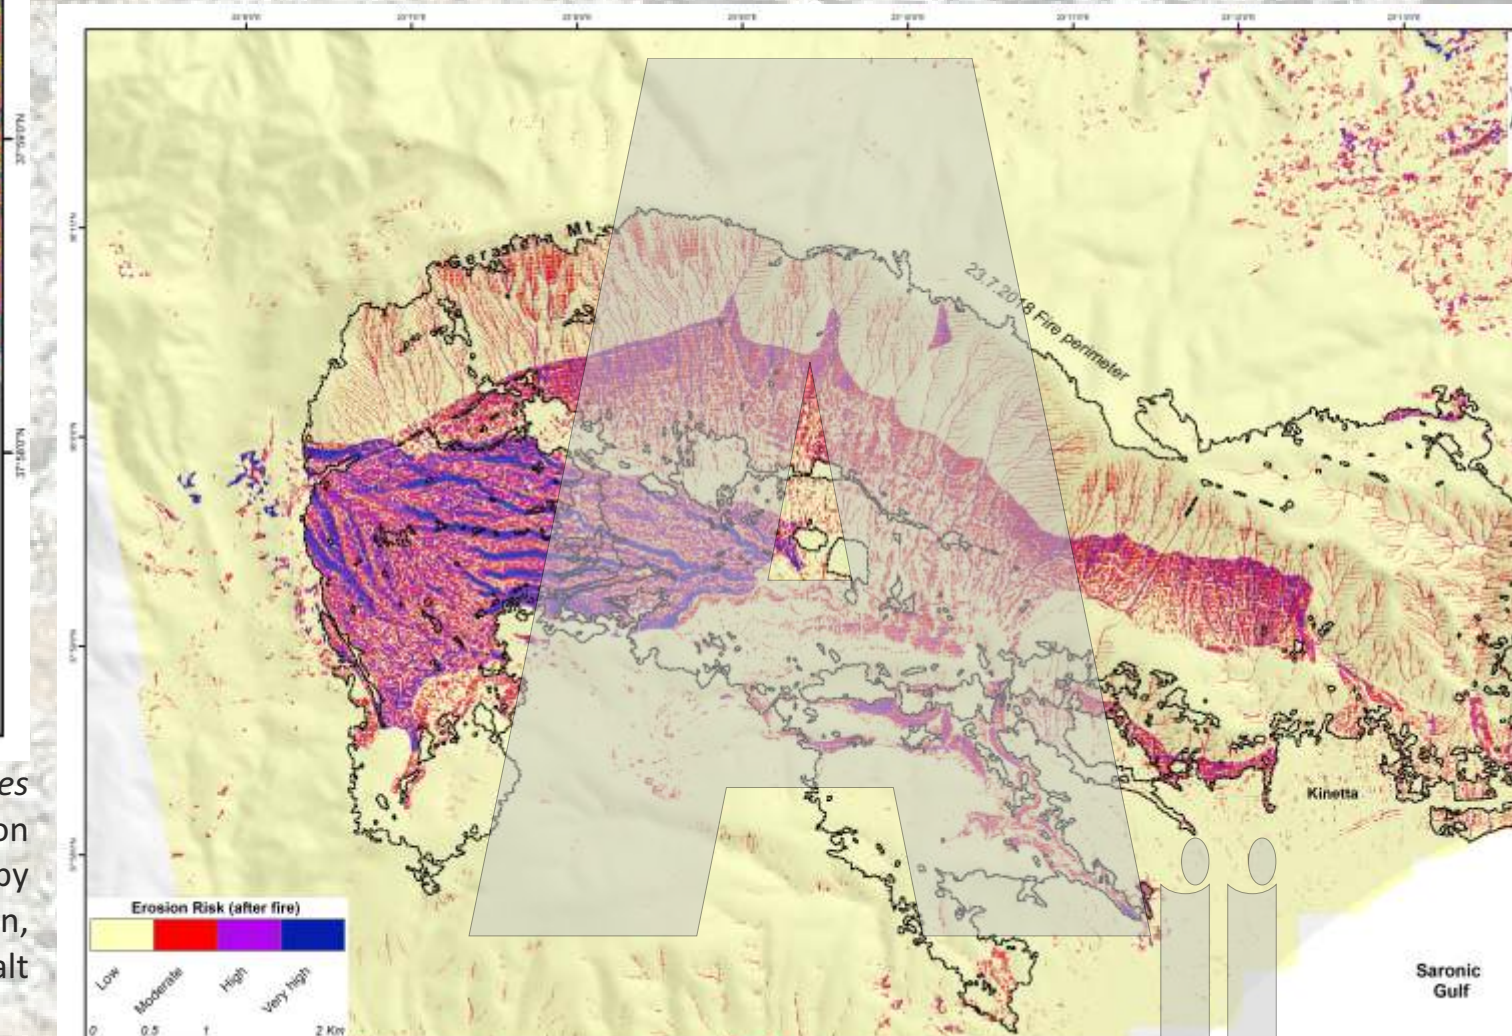 es
on
by
n,
alt
Gerania Mt.
23.7.2018 Fire perimeter
Kinetta
Saronic
Gulf
Erosion Risk (after fire)
Low
Moderate
High
Very high
0 0.5 1 2 Km
A
ii